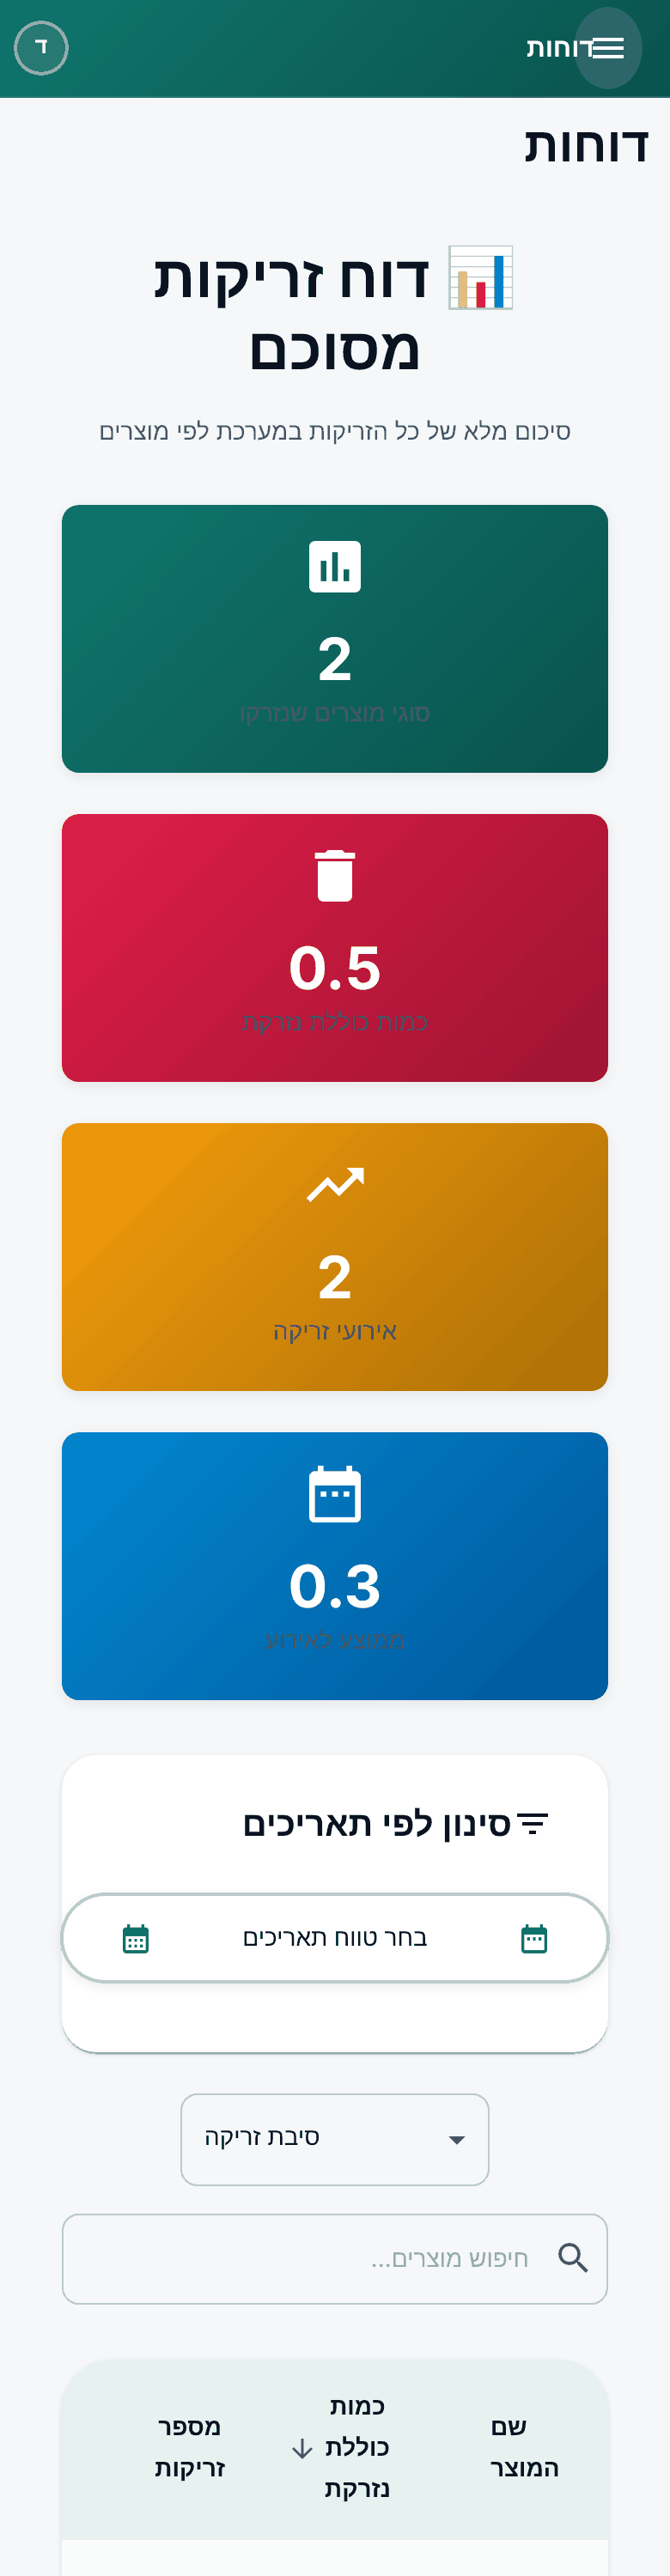 דוחות
ד
דוחות
📊 דוח זריקות
מסוכם
סיכום מלא של כל הזריקות במערכת לפי מוצרים
2
סוגי מוצרים שנזרקו
0.5
כמות כוללת נזרקת
2
אירועי זריקה
0.3
ממוצע לאירוע
סינון לפי תאריכים
בחר טווח תאריכים
סיבת זריקה
חיפוש מוצרים...
שם
המוצר
כמות
כוללת
נזרקת
מספר
זריקות